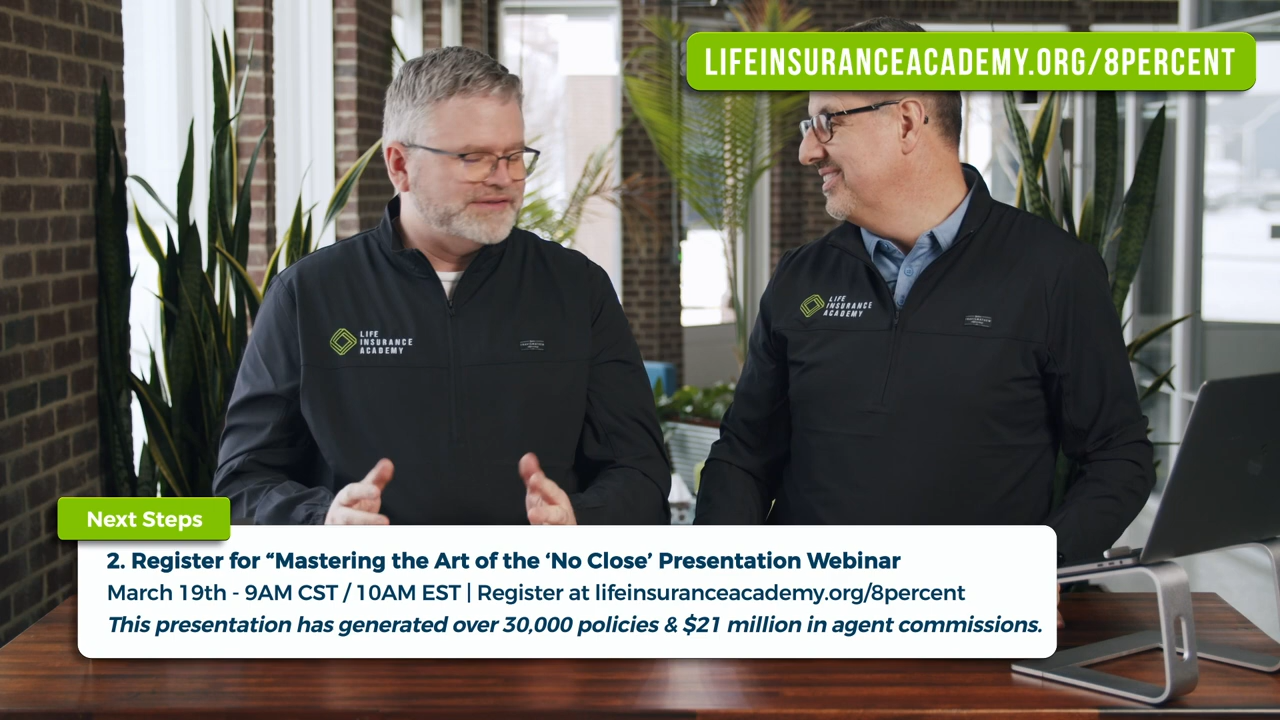 LIFEINSURANCEACADEMY.ORG/8PERCENT
LIFE
INSURANCE
ACADEMY
LIFE
INSURANCE
ACADEMY
Next Steps
2. Register for “Mastering the Art of the ‘No Close’ Presentation Webinar
March 19th - 9AM CST / 10AM EST | Register at lifeinsuranceacademy.org/8percent
This presentation has generated over 30,000 policies & $21 million in agent commissions.